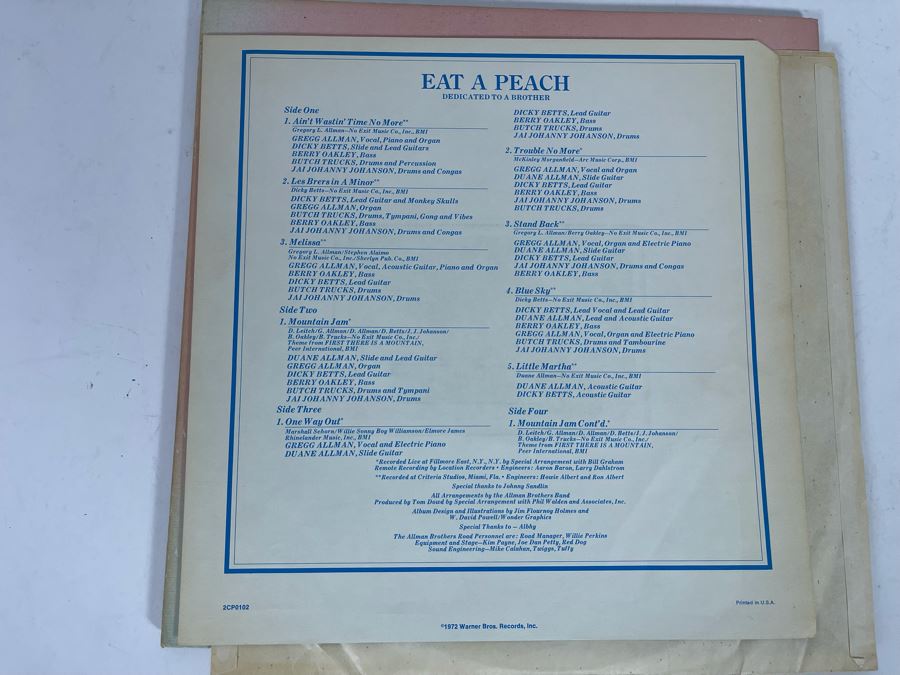 EAT A PEACH
DEDICATED TO A BROTHER
Side One
1. Ain't Wastin' Time No More**
Gregory L. Allman—No Exit Music Co., Inc., BMI
GREGG ALLMAN, Vocal, Piano and Organ
DICKY BETTS, Slide and Lead Guitars
BERRY OAKLEY, Bass
BUTCH TRUCKS, Drums and Percussion
JAI JOHANNY JOHANSON, Drums and Congas
2. Les Brers in A Minor**
Dicky Betts—No Exit Music Co., Inc., BMI
DICKY BETTS, Lead Guitar and Monkey Skulls
GREGG ALLMAN, Organ
BUTCH TRUCKS, Drums, Tympani, Gong and Vibes
BERRY OAKLEY, Bass
JAI JOHANNY JOHANSON, Drums and Congas
3. Melissa**
Gregory L. Allman/Stephen Alaimo
No Exit Music Co., Inc./Sherlyn Pub. Co., BMI
GREGG ALLMAN, Vocal, Acoustic Guitar, Piano and Organ
BERRY OAKLEY, Bass
DICKY BETTS, Lead Guitar
BUTCH TRUCKS, Drums
JAI JOHANNY JOHANSON, Drums
Side Two
1. Mountain Jam*
D. Leitch/G. Allman/D. Allman/D. Betts/J. J. Johanson/
B. Oakley/B. Trucks—No Exit Music Co., Inc./
Theme from FIRST THERE IS A MOUNTAIN,
Peer International, BMI
DUANE ALLMAN, Slide and Lead Guitar
GREGG ALLMAN, Organ
DICKY BETTS, Lead Guitar
BERRY OAKLEY, Bass
BUTCH TRUCKS, Drums and Tympani
JAI JOHANNY JOHANSON, Drums
Side Three
1. One Way Out*
Marshall Sehorn/Willie Sonny Boy Williamson/Elmore James
Rhinelander Music, Inc., BMI
GREGG ALLMAN, Vocal and Electric Piano
DUANE ALLMAN, Slide Guitar
DICKY BETTS, Lead Guitar
BERRY OAKLEY, Bass
BUTCH TRUCKS, Drums
JAI JOHANNY JOHANSON, Drums
2. Trouble No More*
McKinley Morganfield—Arc Music Corp., BMI
GREGG ALLMAN, Vocal and Organ
DUANE ALLMAN, Slide Guitar
DICKY BETTS, Lead Guitar
BERRY OAKLEY, Bass
JAI JOHANNY JOHANSON, Drums
BUTCH TRUCKS, Drums
3. Stand Back**
Gregory L. Allman/Berry Oakley—No Exit Music Co., Inc., BMI
GREGG ALLMAN, Vocal, Organ and Electric Piano
DUANE ALLMAN, Slide Guitar
DICKY BETTS, Lead Guitar
JAI JOHANNY JOHANSON, Drums and Congas
BERRY OAKLEY, Bass
4. Blue Sky**
Dicky Betts—No Exit Music Co., Inc., BMI
DICKY BETTS, Lead Vocal and Lead Guitar
DUANE ALLMAN, Lead and Acoustic Guitar
BERRY OAKLEY, Bass
GREGG ALLMAN, Vocal, Organ and Electric Piano
BUTCH TRUCKS, Drums and Tambourine
JAI JOHANNY JOHANSON, Drums
5. Little Martha**
Duane Allman—No Exit Music Co., Inc., BMI
DUANE ALLMAN, Acoustic Guitar
DICKY BETTS, Acoustic Guitar
Side Four
1. Mountain Jam Cont'd.*
D. Leitch/G. Allman/D. Allman/D. Betts/J. J. Johanson/
B. Oakley/B. Trucks—No Exit Music Co., Inc./
Theme from FIRST THERE IS A MOUNTAIN,
Peer International, BMI
*Recorded Live at Fillmore East, N.Y., N.Y. by Special Arrangement with Bill Graham
Remote Recording by Location Recorders • Engineers: Aaron Baron, Larry Dahlstrom
**Recorded at Criteria Studios, Miami, Fla. • Engineers: Howie Albert and Ron Albert
Special thanks to Johnny Sandlin
All Arrangements by the Allman Brothers Band
Produced by Tom Dowd by Special Arrangement with Phil Walden and Associates, Inc.
Album Design and Illustrations by Jim Flournoy Holmes and
W. David Powell/Wonder Graphics
Special Thanks to — Albhy
The Allman Brothers Road Personnel are: Road Manager, Willie Perkins
Equipment and Stage—Kim Payne, Joe Dan Petty, Red Dog
Sound Engineering—Mike Calahan, Twiggs, Tuffy
2CP0102
Printed in U.S.A.
©1972 Warner Bros. Records, Inc.